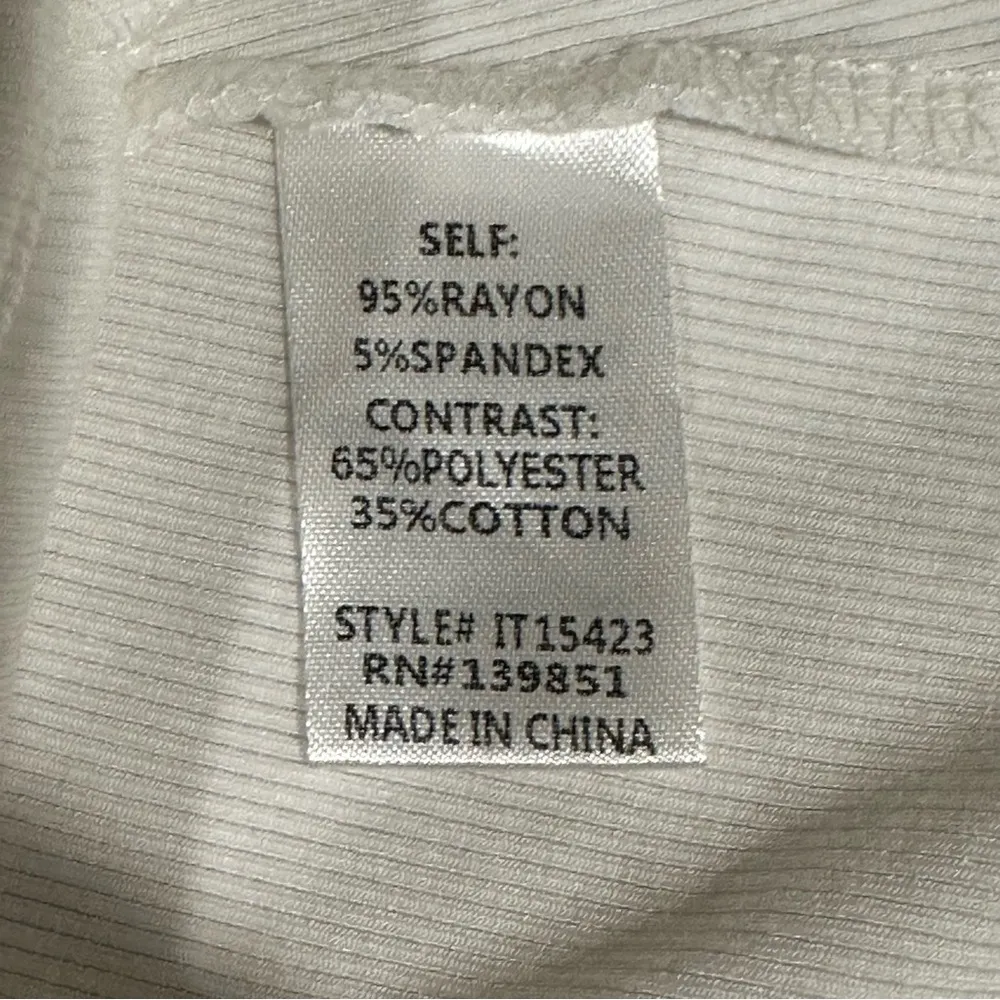 SELF:
95%RAYON
5%SPANDEX
CONTRAST:
65%POLYESTER
35%COTTON
STYLE# IT15423
RN#139851
MADE IN CHINA